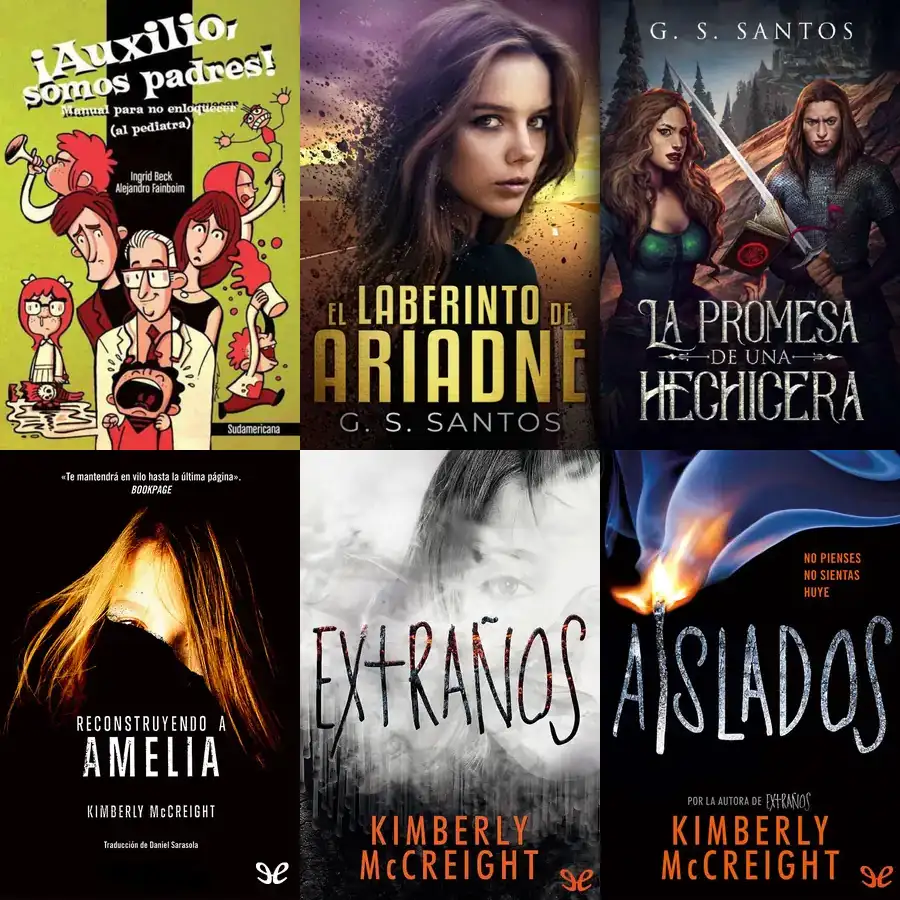 ¡Auxilio,
somos padres!
Manual para no enloquecer
(al pediatra)
Ingrid Beck
Alejandro Fainboim
Sudamericana
EL LABERINTO DE
ARIADNE
G. S. SANTOS
G. S. SANTOS
LA PROMESA
DE UNA
HECHICERA
«Te mantendrá en vilo hasta la última página».
BOOKPAGE
RECONSTRUYENDO A
AMELIA
KIMBERLY McCREIGHT
Traducción de Daniel Sarasola
EXTRAÑOS
KIMBERLY
McCREIGHT
NO PIENSES
NO SIENTAS
HUYE
AISLADOS
POR LA AUTORA DE EXTRAÑOS
KIMBERLY
McCREIGHT